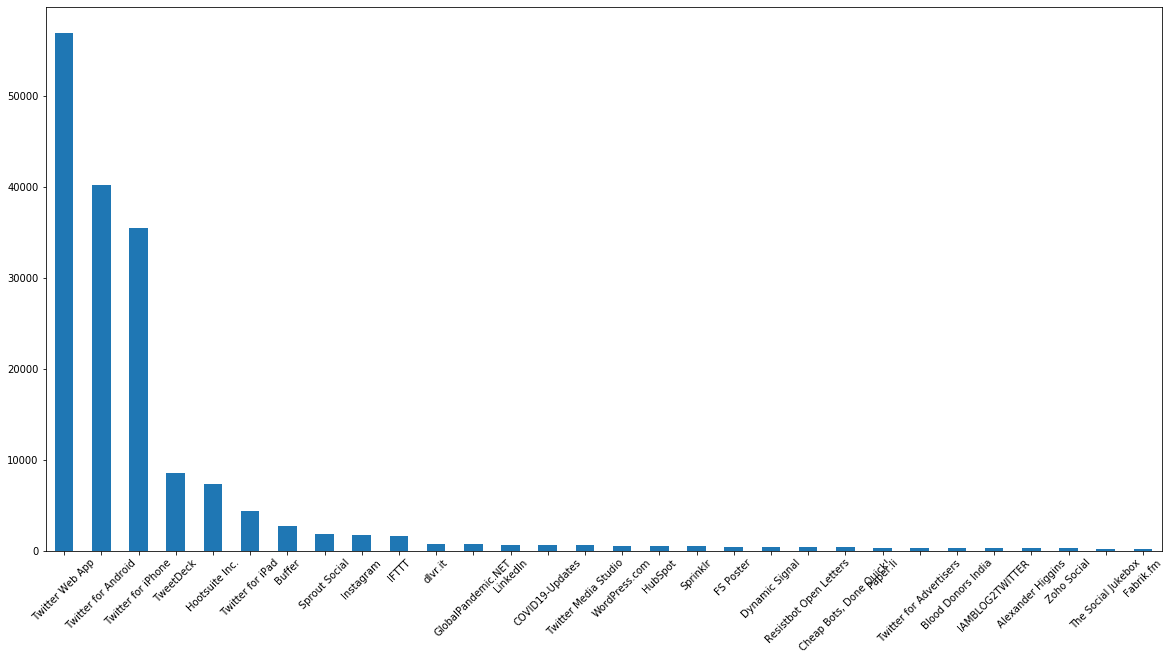 50000
40000
30000
20000
10000
0
Twitter Web App
Twitter for Android
Twitter for iPhone
TweetDeck
Hootsuite Inc.
Twitter for iPad
Buffer
Sprout Social
Instagram
IFTTT
dlvr.it
GlobalPandemic.NET
LinkedIn
COVID19-Updates
Twitter Media Studio
WordPress.com
HubSpot
Sprinklr
FS Poster
Dynamic Signal
Resistbot Open Letters
Cheap Bots, Done Quick!
Paper.li
Twitter for Advertisers
Blood Donors India
IAMBLOG2TWITTER
Alexander Higgins
Zoho Social
The Social Jukebox
Fabrik.fm